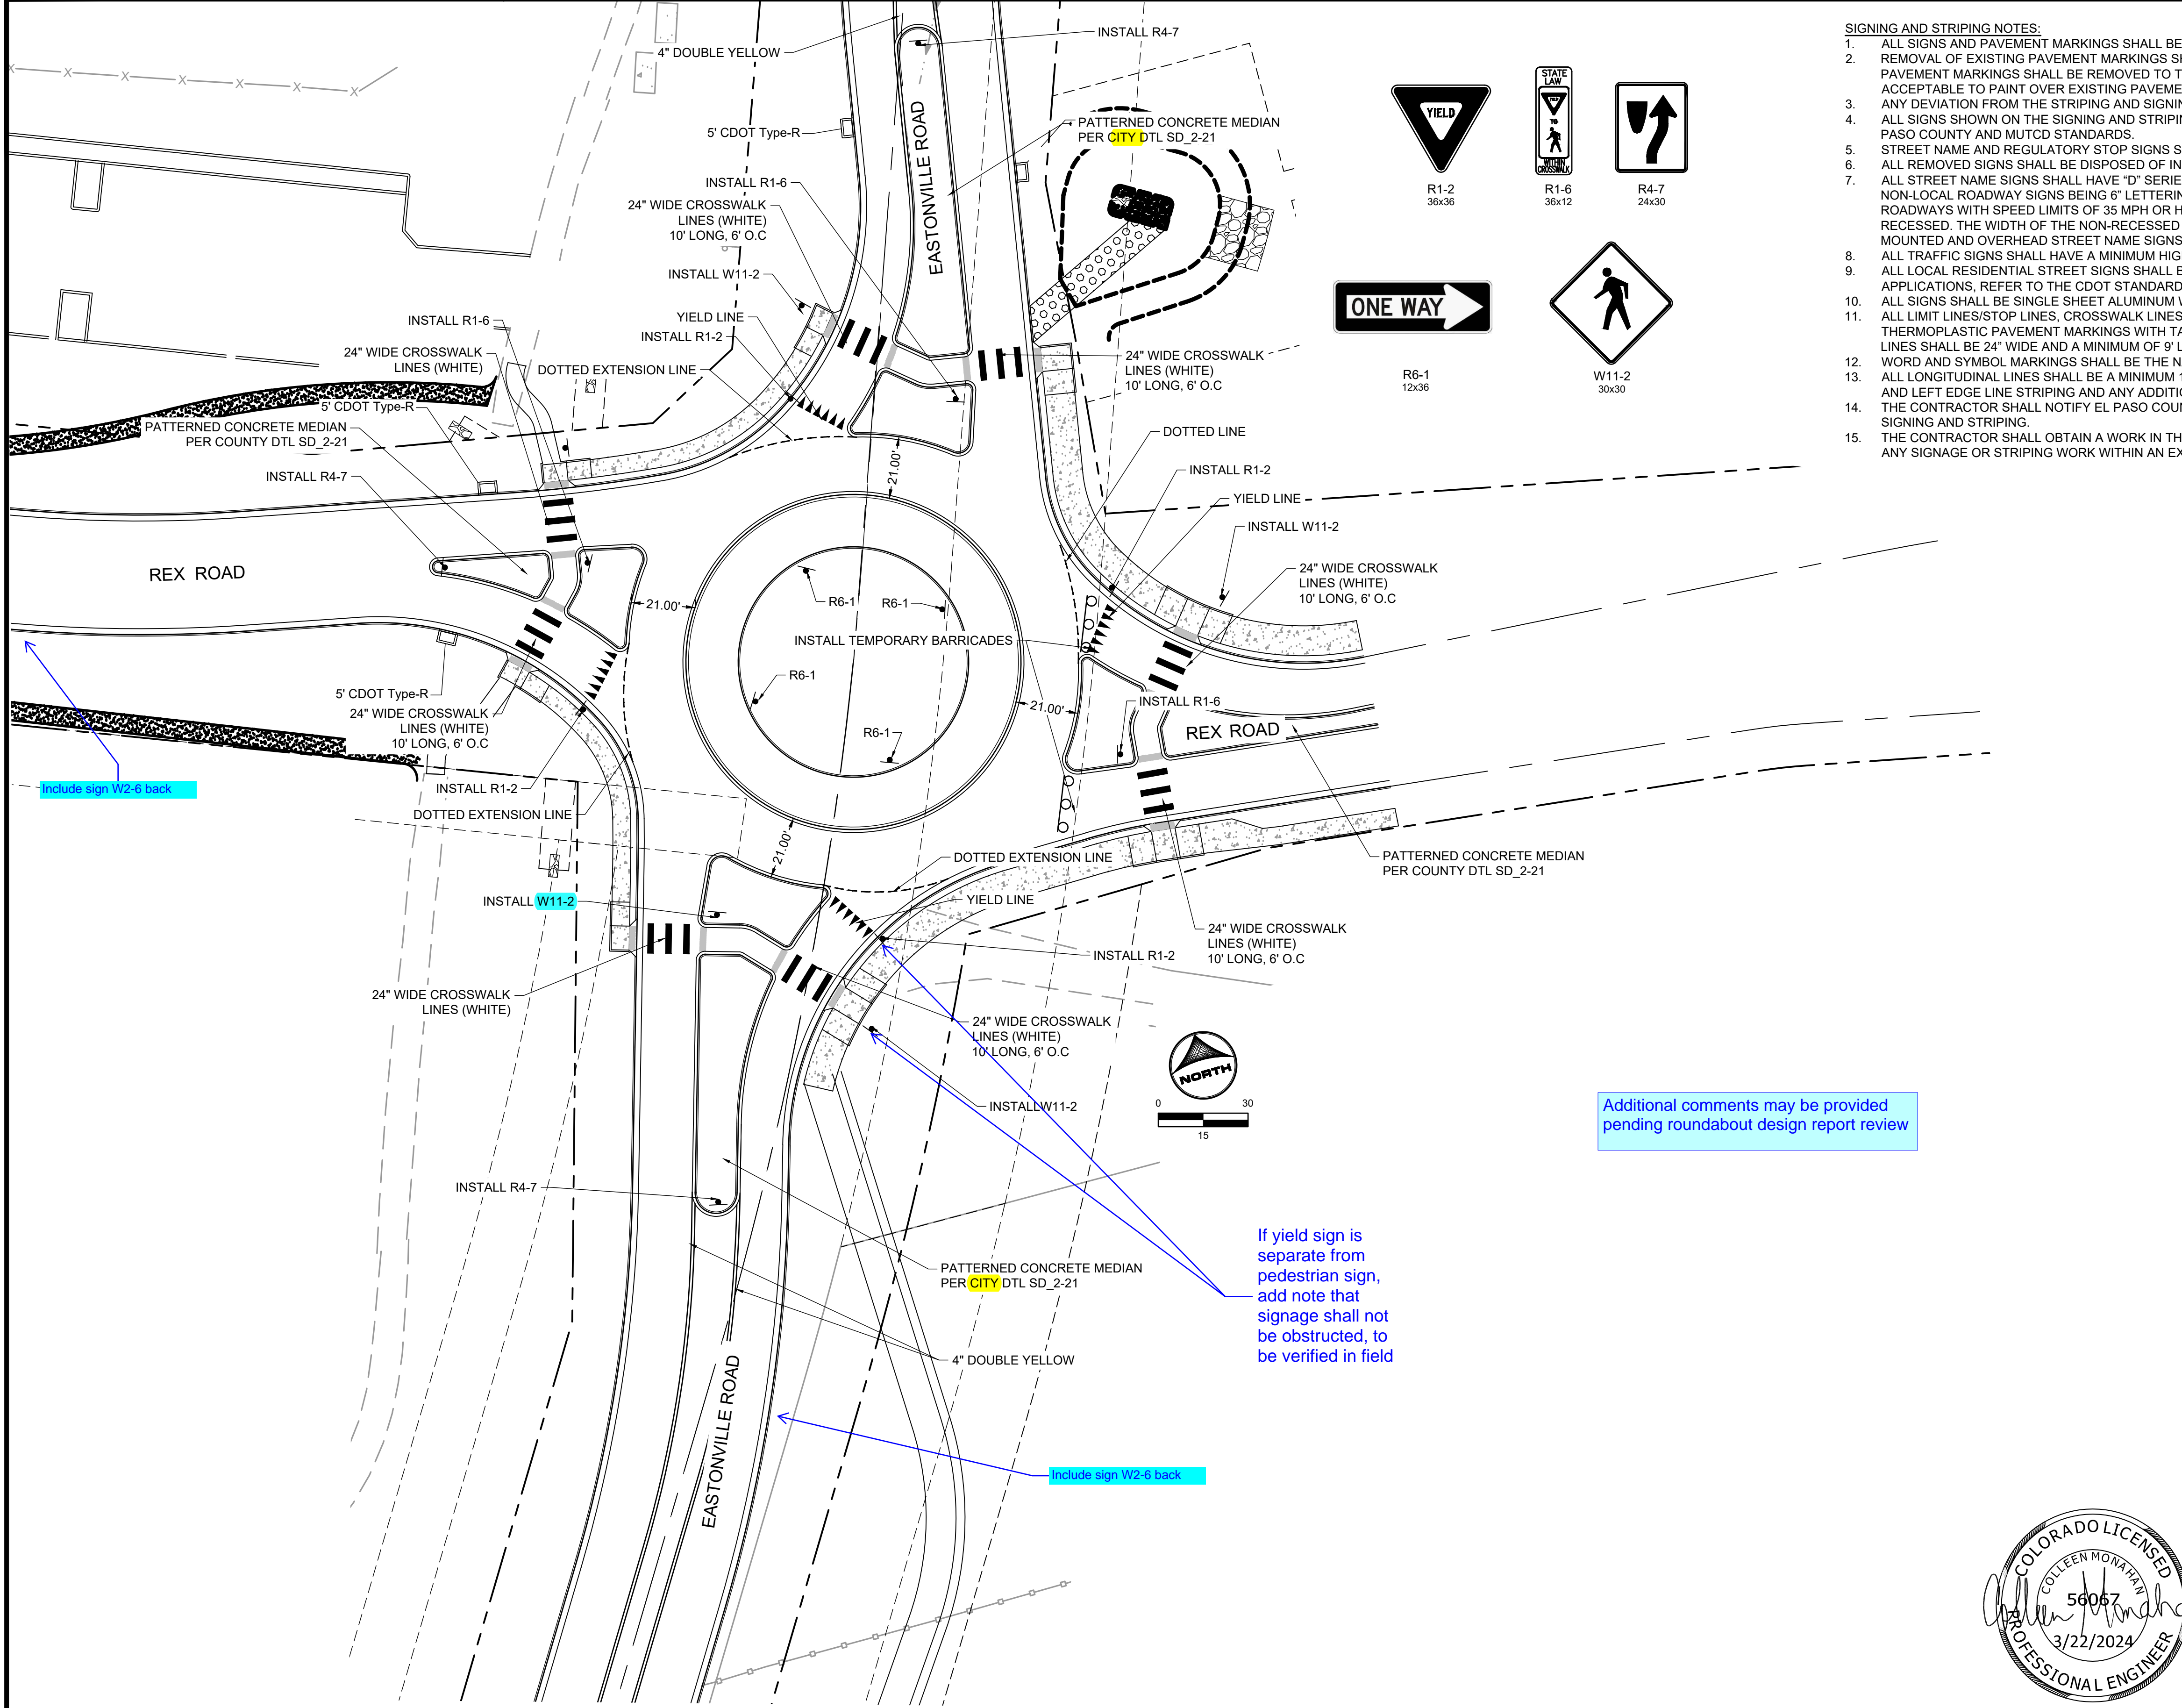 SIGNING AND STRIPING NOTES:
1. ALL SIGNS AND PAVEMENT MARKINGS SHALL BE
2. REMOVAL OF EXISTING PAVEMENT MARKINGS
PAVEMENT MARKINGS SHALL BE REMOVED TO
ACCEPTABLE TO PAINT OVER EXISTING
3. ANY DEVIATION FROM THE STRIPING AND
4. ALL SIGNS SHOWN ON THE SIGNING AND
PASO COUNTY AND MUTCD STANDARDS.
5. STREET NAME AND REGULATORY STOP SIGNS
6. ALL REMOVED SIGNS SHALL BE DISPOSED OF IN
7. ALL STREET NAME SIGNS SHALL HAVE “D”
NON-LOCAL ROADWAY SIGNS BEING 6”
ROADWAYS WITH SPEED LIMITS OF 35 MPH OR
RECESSED. THE WIDTH OF THE NON-RECESSED
MOUNTED AND OVERHEAD STREET NAME SIGNS
8. ALL TRAFFIC SIGNS SHALL HAVE A MINIMUM
9. ALL LOCAL RESIDENTIAL STREET SIGNS SHALL
APPLICATIONS, REFER TO THE CDOT STANDARD
10. ALL SIGNS SHALL BE SINGLE SHEET ALUMINUM
11. ALL LIMIT LINES/STOP LINES, CROSSWALK LINES
THERMOPLASTIC PAVEMENT MARKINGS WITH
LINES SHALL BE 24” WIDE AND A MINIMUM OF 9'
12. WORD AND SYMBOL MARKINGS SHALL BE THE
13. ALL LONGITUDINAL LINES SHALL BE A MINIMUM
AND LEFT EDGE LINE STRIPING AND ANY
14. THE CONTRACTOR SHALL NOTIFY EL PASO
SIGNING AND STRIPING.
15. THE CONTRACTOR SHALL OBTAIN A WORK IN
ANY SIGNAGE OR STRIPING WORK WITHIN AN
YIELD
R1-2
36x36
STATE
LAW
TO
WITHIN
CROSSWALK
R1-6
36x12
R4-7
24x30
ONE WAY
R6-1
12x36
W11-2
30x30
INSTALL R4-7
4" DOUBLE YELLOW
5' CDOT Type-R
EASTONVILLE ROAD
PATTERNED CONCRETE MEDIAN
PER CITY DTL SD_2-21
INSTALL R1-6
24" WIDE CROSSWALK
LINES (WHITE)
10' LONG, 6' O.C
INSTALL W11-2
YIELD LINE
INSTALL R1-2
DOTTED EXTENSION LINE
INSTALL R1-6
24" WIDE CROSSWALK
LINES (WHITE)
5' CDOT Type-R
PATTERNED CONCRETE MEDIAN
PER COUNTY DTL SD_2-21
INSTALL R4-7
24" WIDE CROSSWALK
LINES (WHITE)
10' LONG, 6' O.C
DOTTED LINE
INSTALL R1-2
YIELD LINE
INSTALL W11-2
24" WIDE CROSSWALK
LINES (WHITE)
10' LONG, 6' O.C
21.00'
REX ROAD
21.00'
R6-1
R6-1
INSTALL TEMPORARY BARRICADES
R6-1
R6-1
21.00'
INSTALL R1-6
REX ROAD
5' CDOT Type-R
24" WIDE CROSSWALK
LINES (WHITE)
10' LONG, 6' O.C
Include sign W2-6 back
INSTALL R1-2
DOTTED EXTENSION LINE
21.00'
DOTTED EXTENSION LINE
PATTERNED CONCRETE MEDIAN
PER COUNTY DTL SD_2-21
INSTALL W11-2
YIELD LINE
24" WIDE CROSSWALK
LINES (WHITE)
10' LONG, 6' O.C
INSTALL R1-2
24" WIDE CROSSWALK
LINES (WHITE)
24" WIDE CROSSWALK
LINES (WHITE)
10' LONG, 6' O.C
NORTH
0 30
15
INSTALLW11-2
Additional comments may be provided
pending roundabout design report review
INSTALL R4-7
If yield sign is
separate from
pedestrian sign,
add note that
signage shall not
be obstructed, to
be verified in field
PATTERNED CONCRETE MEDIAN
PER CITY DTL SD_2-21
4" DOUBLE YELLOW
EASTONVILLE ROAD
Include sign W2-6 back
COLORADO LICENSED
COLLEEN MONAHAN
56067
3/22/2024
PROFESSIONAL ENGINEER